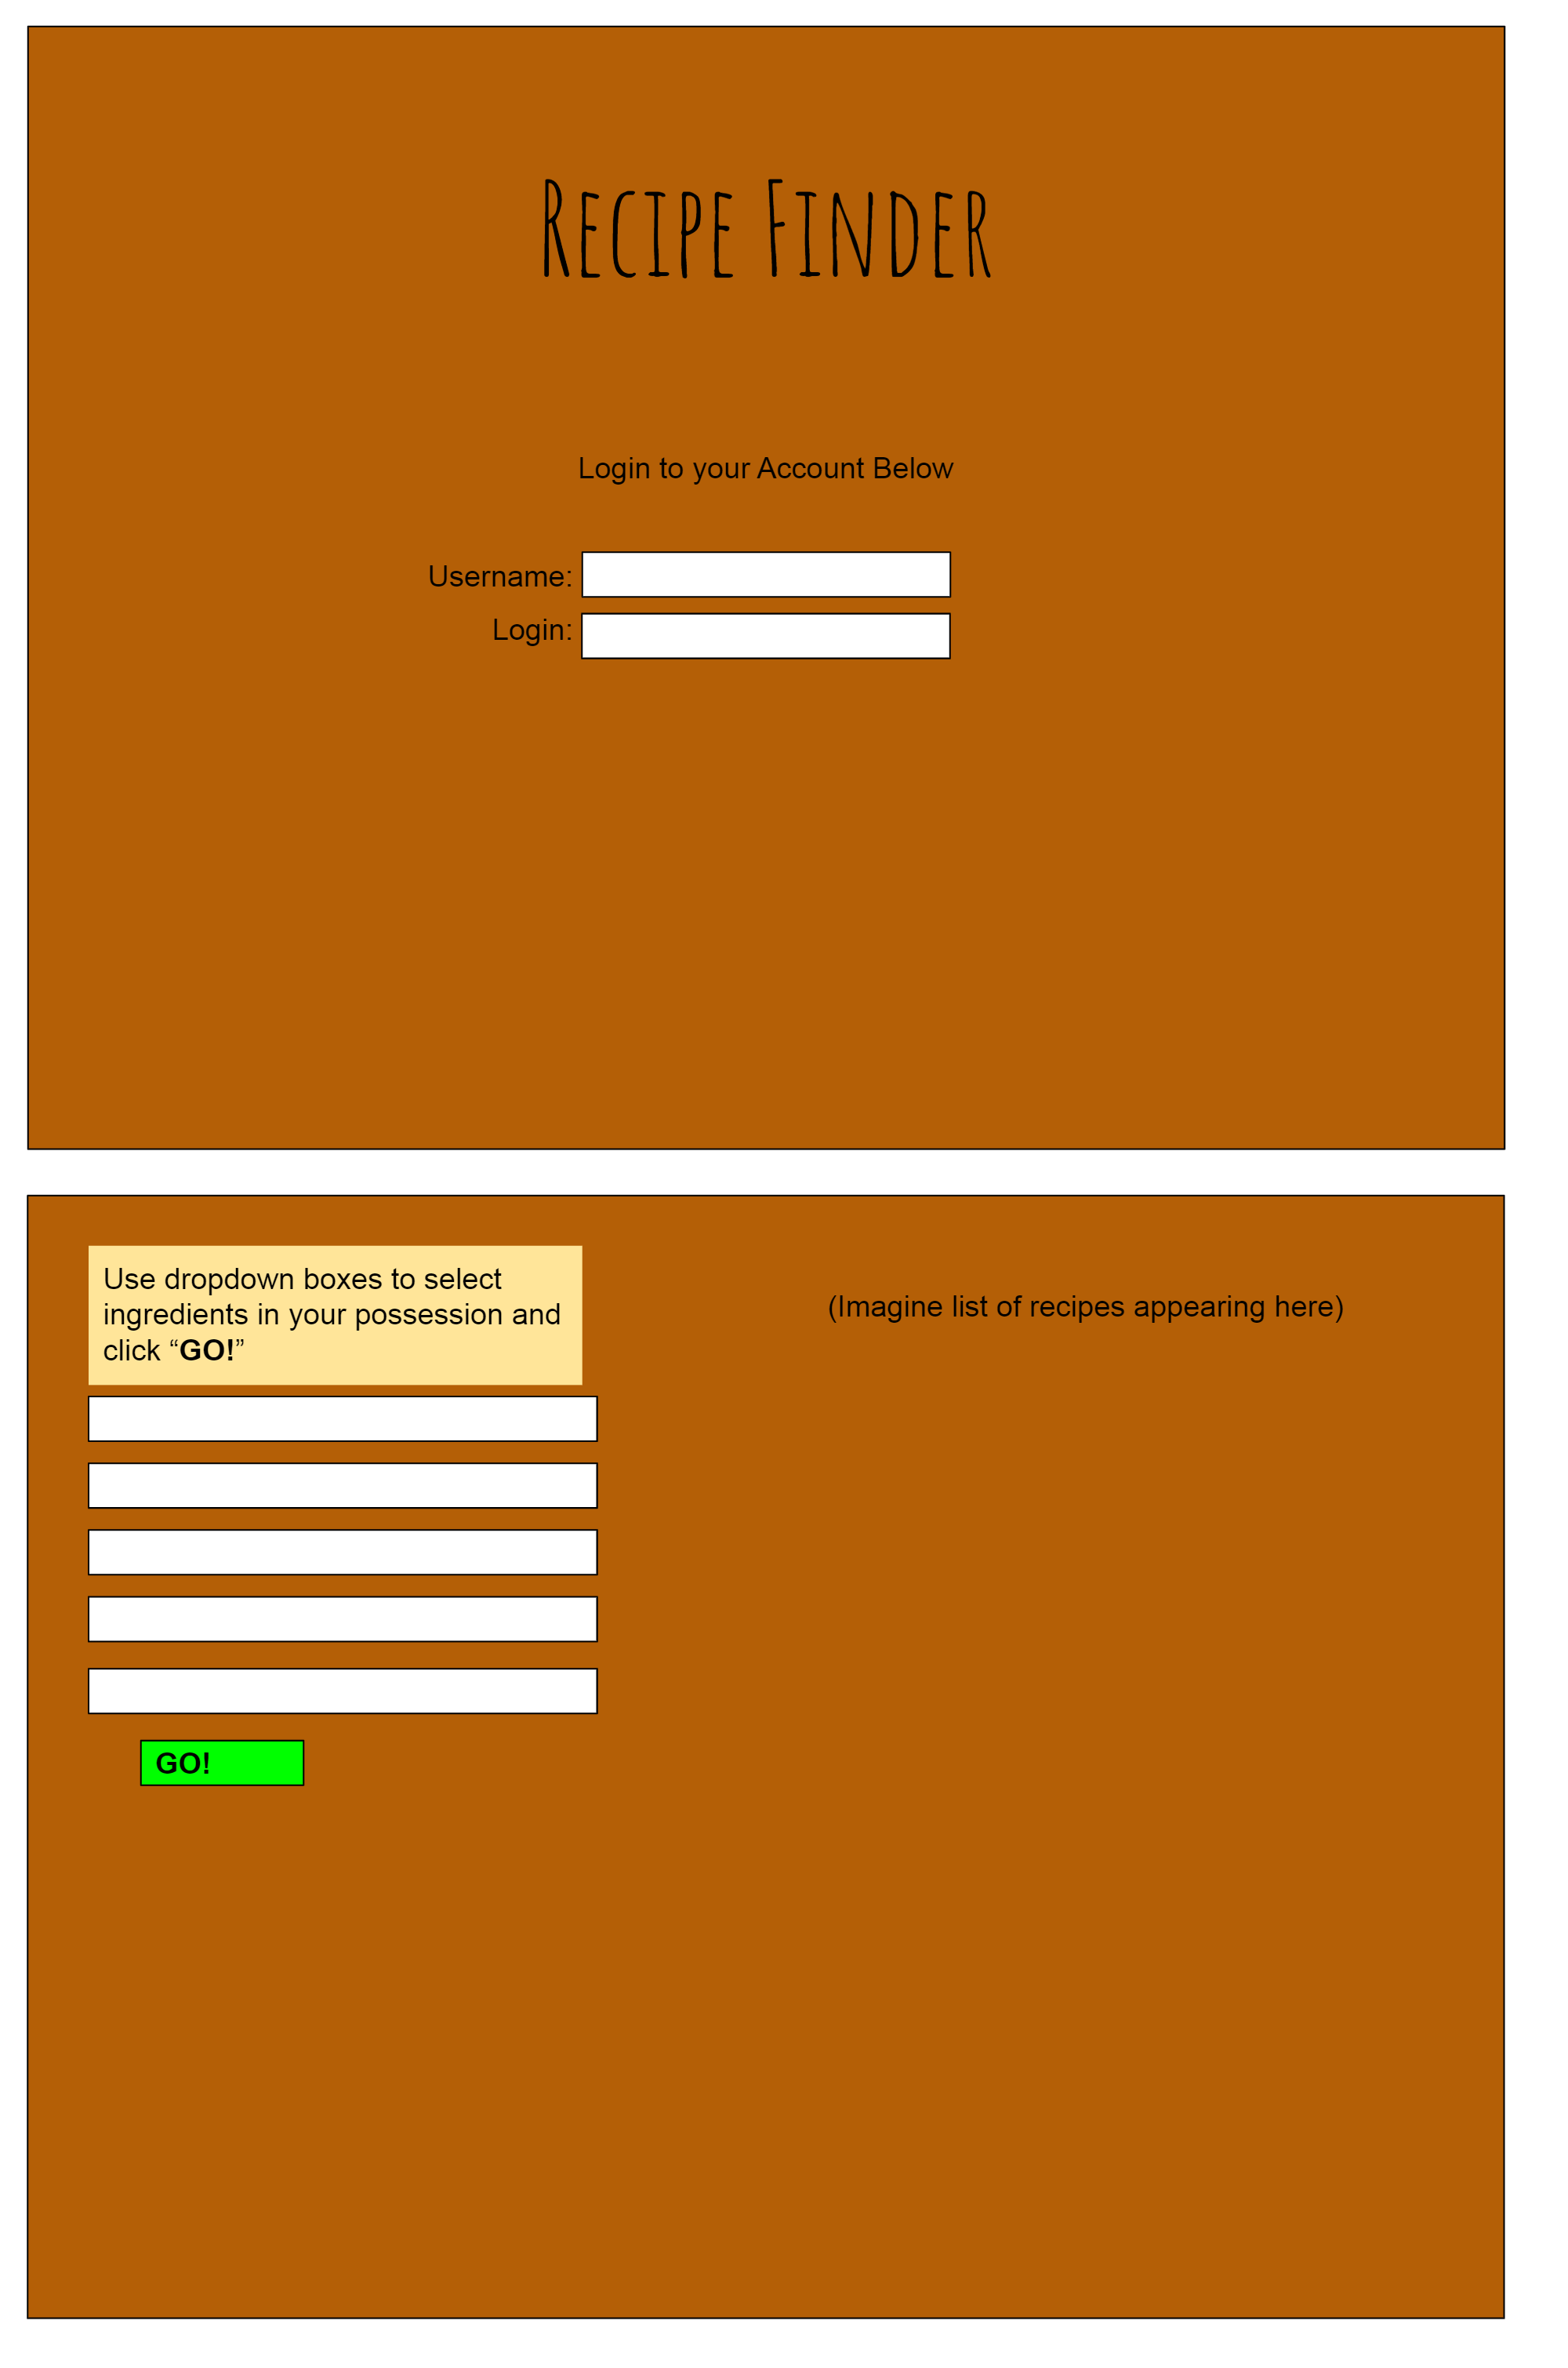 Recipe Finder
Login to your Account Below
Username:
Login:
Use dropdown boxes to select
ingredients in your possession and
click “GO!”
(Imagine list of recipes appearing here)
GO!